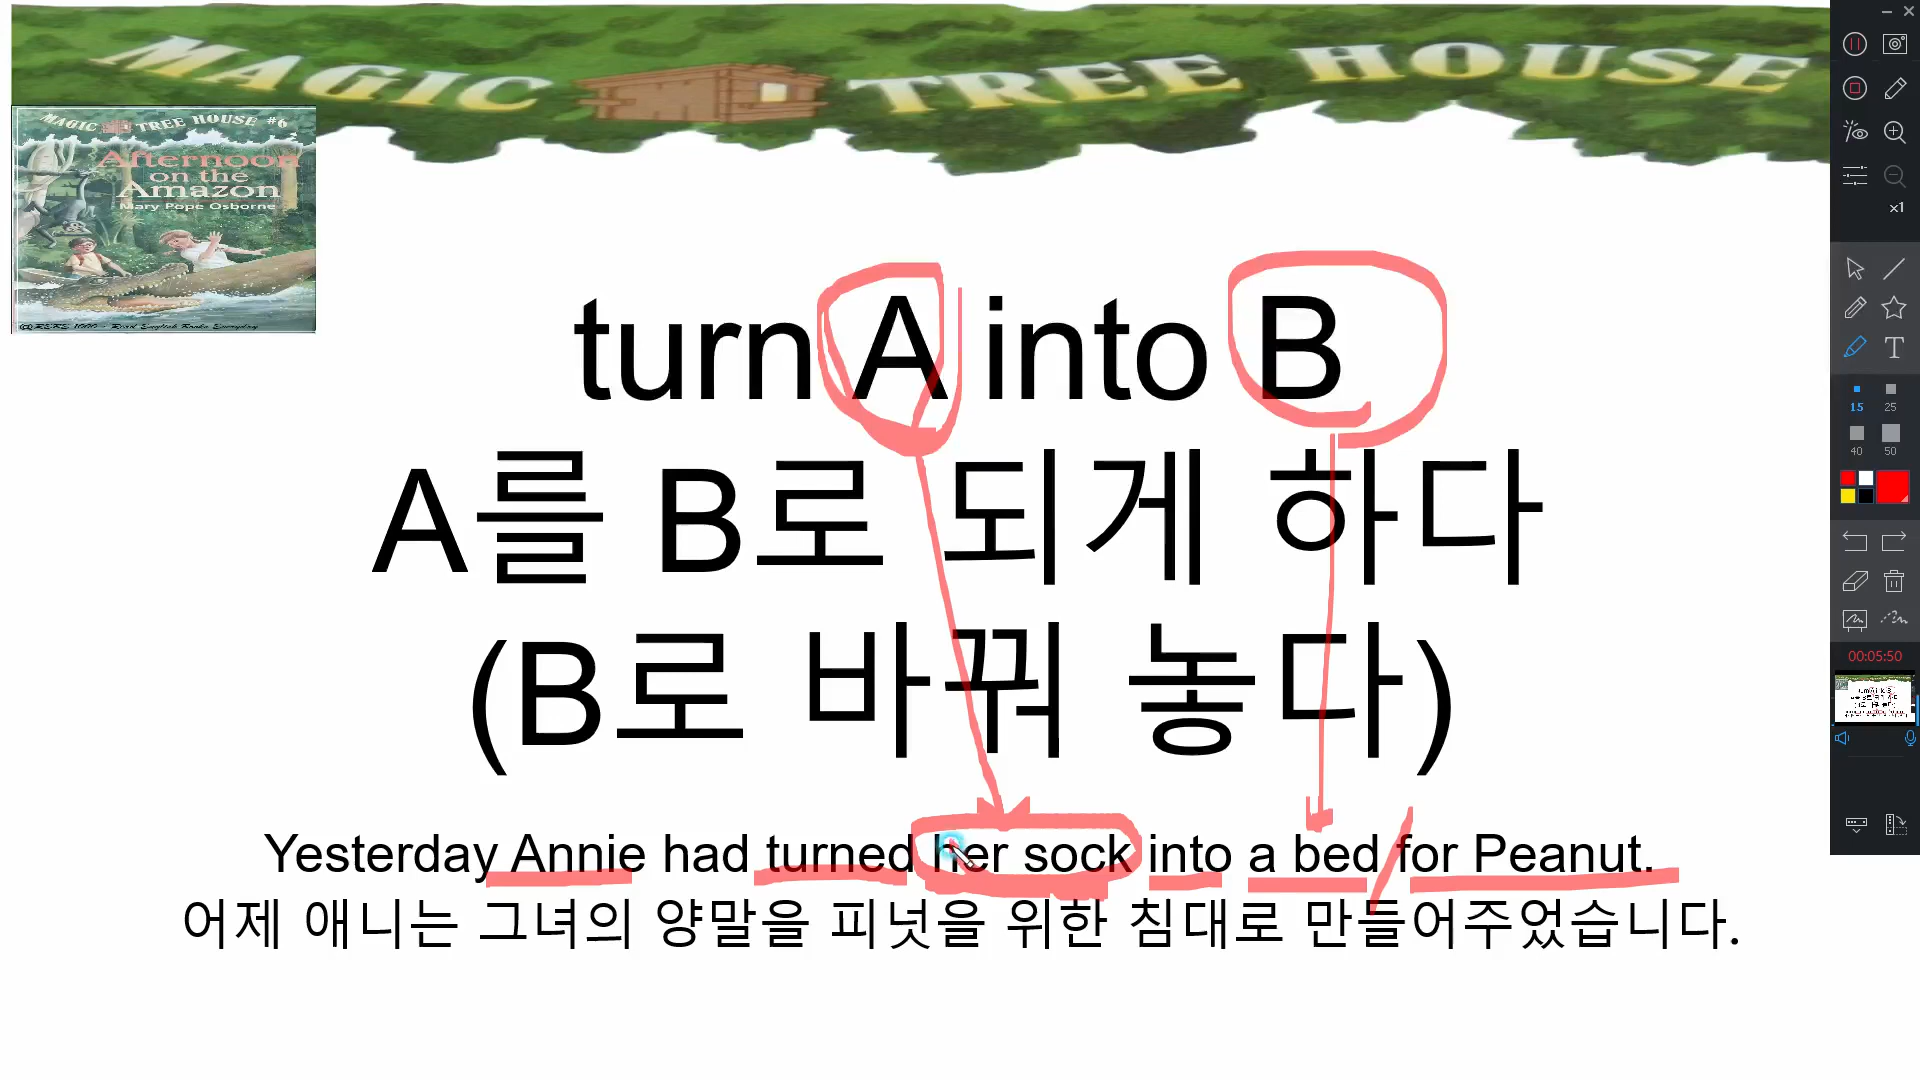 MAGIC TREE HOUSE
MAGIC TREE HOUSE #6
Afternoon
on the
Amazon
Mary Pope Osborne
turn A into B
A를 B로 되게 하다
(B로 바꿔 놓다)
Yesterday Annie had turned her sock into a bed for Peanut.
어제 애니는 그녀의 양말을 피넛을 위한 침대로 만들어주었습니다.
x1
T
15 25
40 50
00:05:50